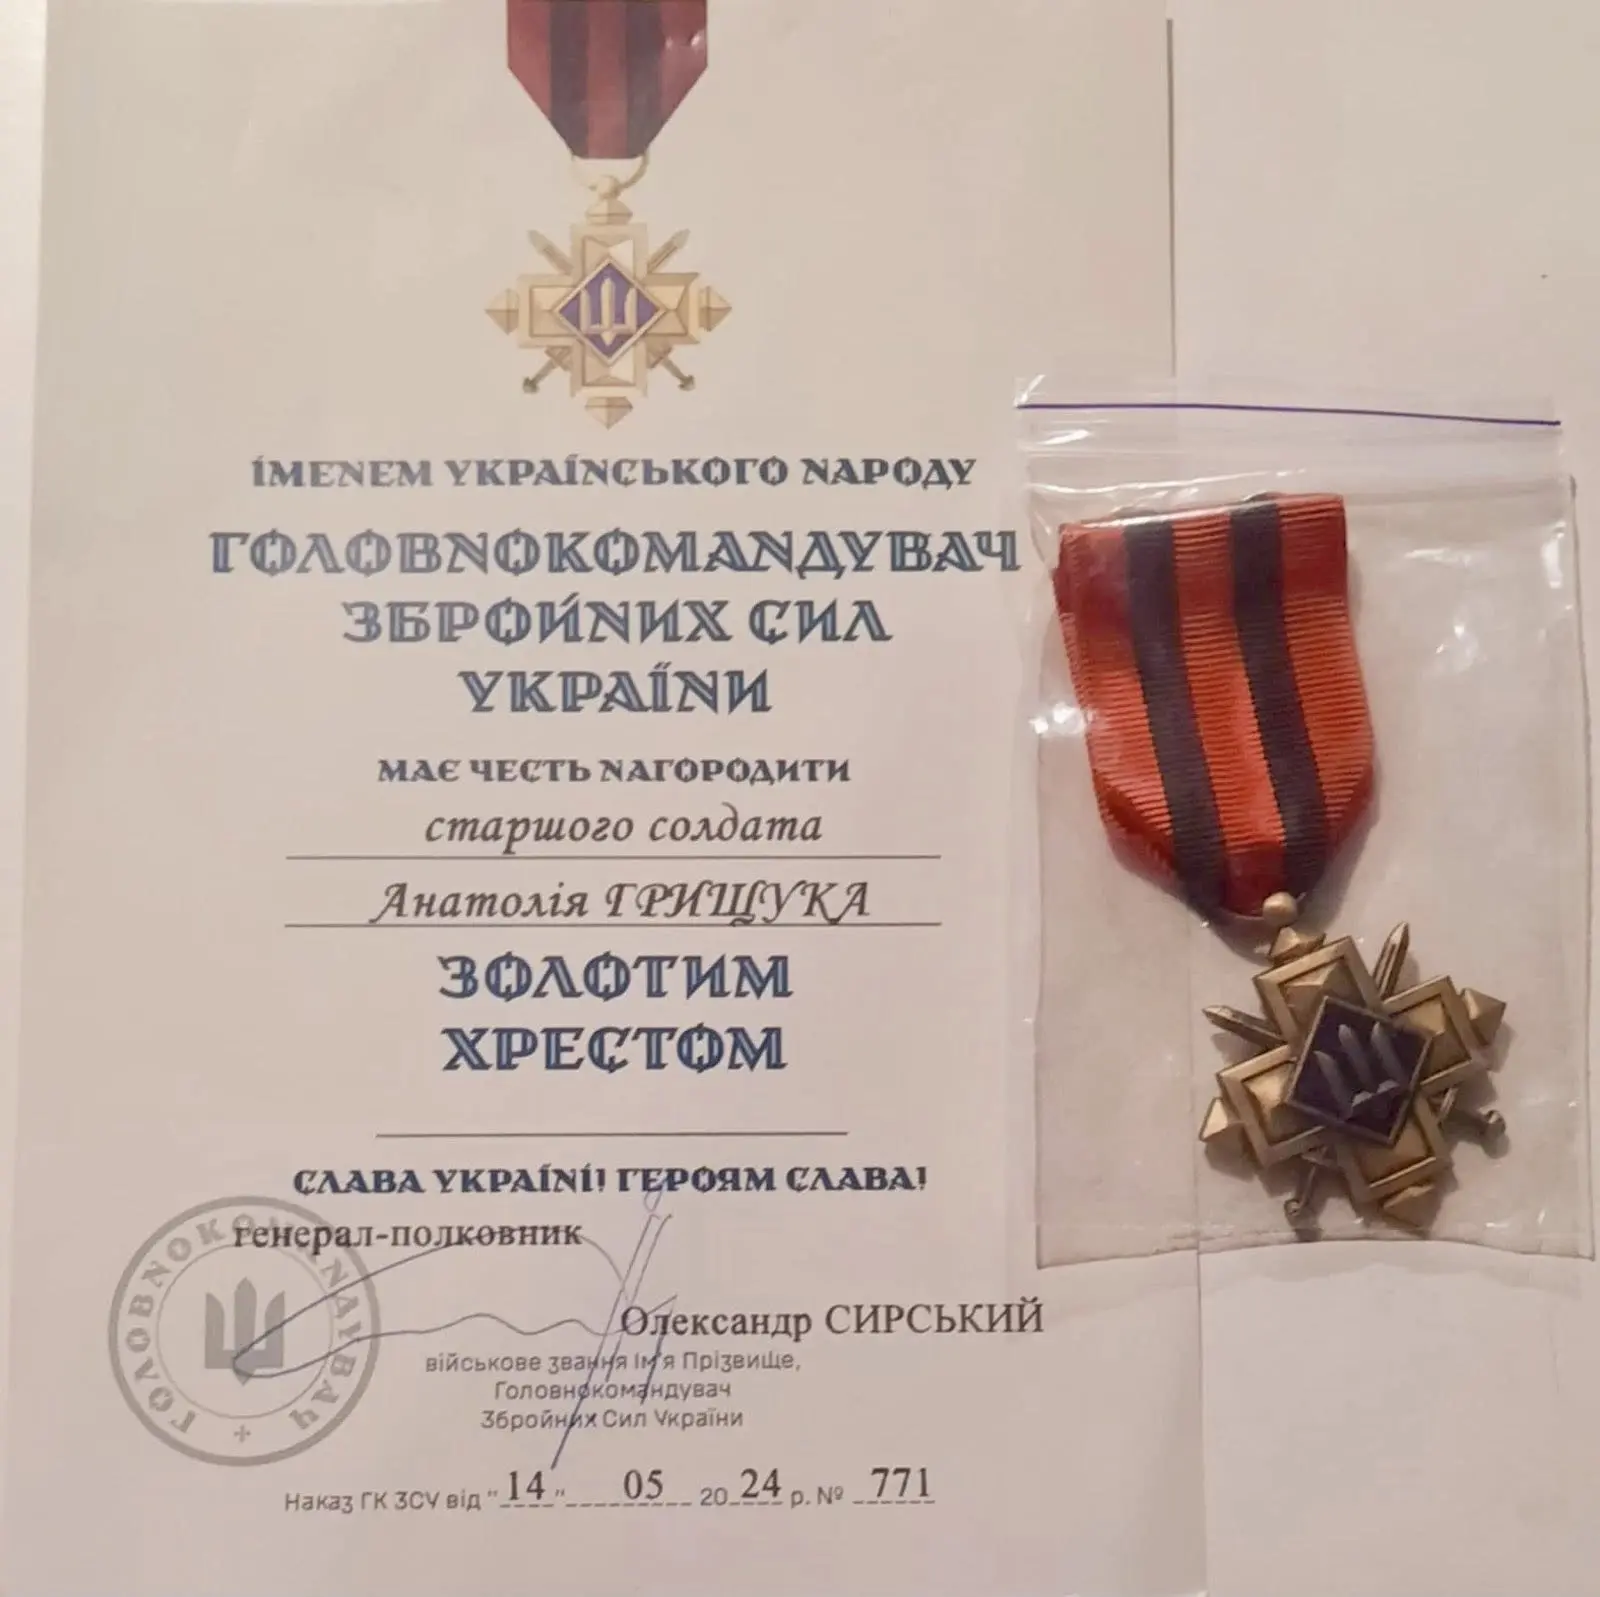 ІМЕНЕМ УКРАЇНСЬКОГО НАРОДУ
ГОЛОВНОКОМАНДУВАЧ
ЗБРОЙНИХ СИЛ
УКРАЇНИ
МАЄ ЧЕСТЬ НАГОРОДИТИ
старшого солдата
Анатолія ГРИЩУКА
ЗОЛОТИМ
ХРЕСТОМ
СЛАВА УКРАЇНІ! ГЕРОЯМ СЛАВА!
генерал-полковник
ГОЛОВНОКОМАНДУВАЧ
Олександр СИРСЬКИЙ
військове звання Ім'я Прізвище,
Головнокомандувач
Збройних Сил України
Наказ ГК ЗСУ від "14" 05 2024 р. № 771